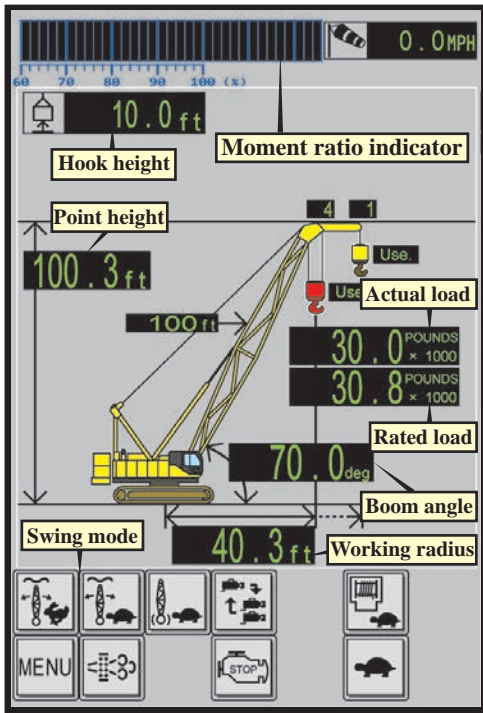 0.0MPH
60 70 80 90 100 (%)
10.0ft
Hook height
Moment ratio indicator
Point height
4 1
100.3ft
Use.
Use
Actual load
100ft
30.0 POUNDS × 1000
30.8 POUNDS × 1000
Rated load
70.0deg
Boom angle
Swing mode
40.3ft
Working radius
MENU
STOP